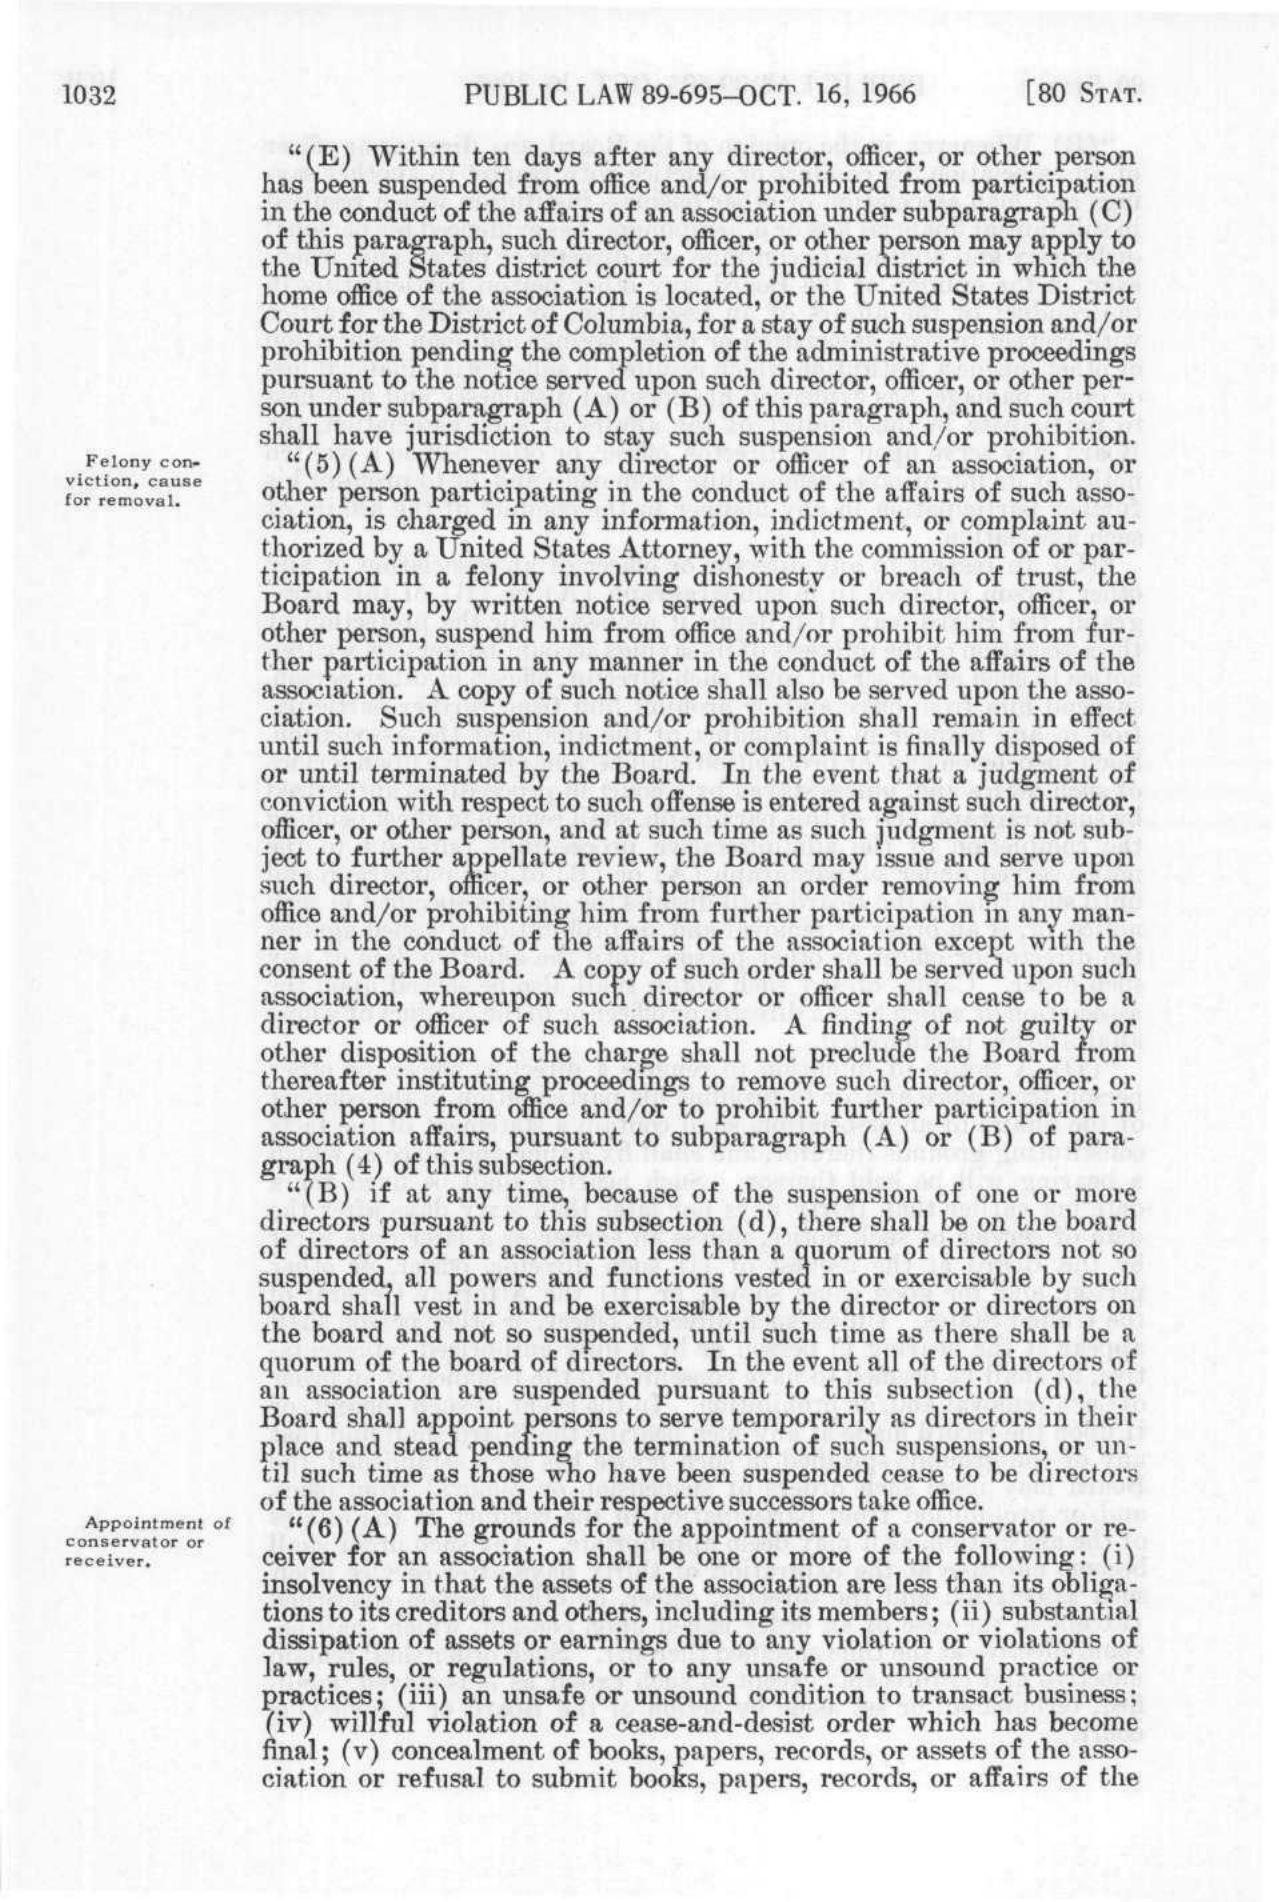 1032
PUBLIC LAW 89-695–OCT. 16, 1966
[80 STAT.
“(E) Within ten days after any director, officer, or other person
has been suspended from office and/or prohibited from participation
in the conduct of the affairs of an association under subparagraph (C)
of this paragraph, such director, officer, or other person may apply to
the United States district court for the judicial district in which the
home office of the association is located, or the United States District
Court for the District of Columbia, for a stay of such suspension and/or
prohibition pending the completion of the administrative proceedings
pursuant to the notice served upon such director, officer, or other per-
son under subparagraph (A) or (B) of this paragraph, and such court
shall have jurisdiction to stay such suspension and/or prohibition.
Felony con-
viction, cause
for removal.
“(5)(A) Whenever any director or officer of an association, or
other person participating in the conduct of the affairs of such asso-
ciation, is charged in any information, indictment, or complaint au-
thorized by a United States Attorney, with the commission of or par-
ticipation in a felony involving dishonesty or breach of trust, the
Board may, by written notice served upon such director, officer, or
other person, suspend him from office and/or prohibit him from fur-
ther participation in any manner in the conduct of the affairs of the
association. A copy of such notice shall also be served upon the asso-
ciation. Such suspension and/or prohibition shall remain in effect
until such information, indictment, or complaint is finally disposed of
or until terminated by the Board. In the event that a judgment of
conviction with respect to such offense is entered against such director,
officer, or other person, and at such time as such judgment is not sub-
ject to further appellate review, the Board may issue and serve upon
such director, officer, or other person an order removing him from
office and/or prohibiting him from further participation in any man-
ner in the conduct of the affairs of the association except with the
consent of the Board. A copy of such order shall be served upon such
association, whereupon such director or officer shall cease to be a
director or officer of such association. A finding of not guilty or
other disposition of the charge shall not preclude the Board from
thereafter instituting proceedings to remove such director, officer, or
other person from office and/or to prohibit further participation in
association affairs, pursuant to subparagraph (A) or (B) of para-
graph (4) of this subsection.
“(B) if at any time, because of the suspension of one or more
directors pursuant to this subsection (d), there shall be on the board
of directors of an association less than a quorum of directors not so
suspended, all powers and functions vested in or exercisable by such
board shall vest in and be exercisable by the director or directors on
the board and not so suspended, until such time as there shall be a
quorum of the board of directors. In the event all of the directors of
an association are suspended pursuant to this subsection (d), the
Board shall appoint persons to serve temporarily as directors in their
place and stead pending the termination of such suspensions, or un-
til such time as those who have been suspended cease to be directors
of the association and their respective successors take office.
Appointment of
conservator or
receiver.
“(6)(A) The grounds for the appointment of a conservator or re-
ceiver for an association shall be one or more of the following: (i)
insolvency in that the assets of the association are less than its obliga-
tions to its creditors and others, including its members; (ii) substantial
dissipation of assets or earnings due to any violation or violations of
law, rules, or regulations, or to any unsafe or unsound practice or
practices; (iii) an unsafe or unsound condition to transact business;
(iv) willful violation of a cease-and-desist order which has become
final; (v) concealment of books, papers, records, or assets of the asso-
ciation or refusal to submit books, papers, records, or affairs of the